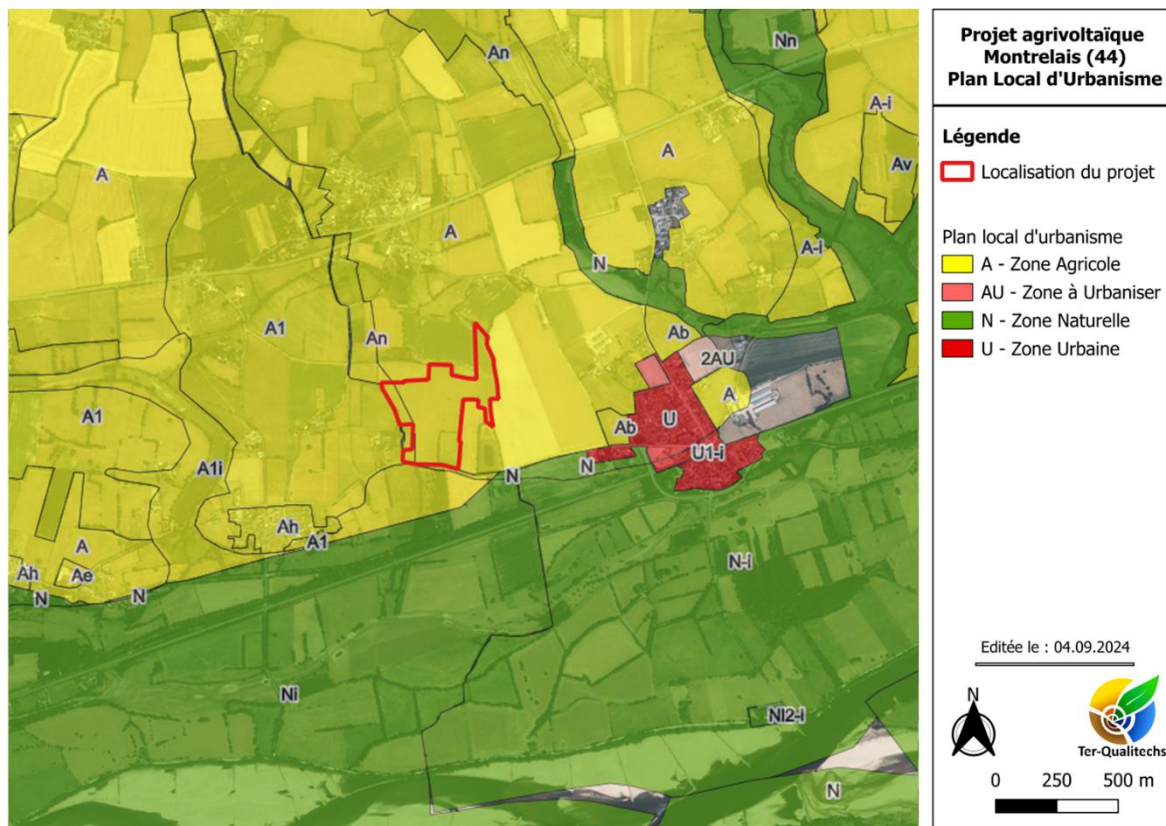 Projet agrivoltaïque
Montrelais (44)
Plan Local d'Urbanisme
Légende
Localisation du projet
Plan local d'urbanisme
A - Zone Agricole
AU - Zone à Urbaniser
N - Zone Naturelle
U - Zone Urbaine
Editée le : 04.09.2024
N
Ter-Qualitechs
0 250 500 m
An
Nn
A-i
A
A
Av
A
A-i
N
A1
An
Ab
2AU
A
A1
U
Ab
U1-i
A1i
N
N
Ah
A1
A
Ah
Ae
N
N
N-i
Ni
Nl2-i
N